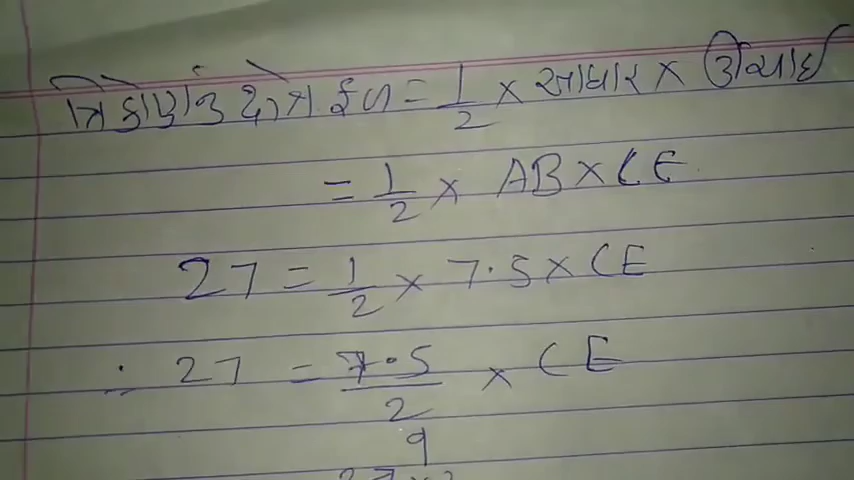 ત્રિકોણનું ક્ષેત્રફળ = 1/2 × આધાર × ઊંચાઈ
= 1/2 × AB × CE
27 = 1/2 × 7.5 × CE
∴ 27 = 7.5/2 × CE
9